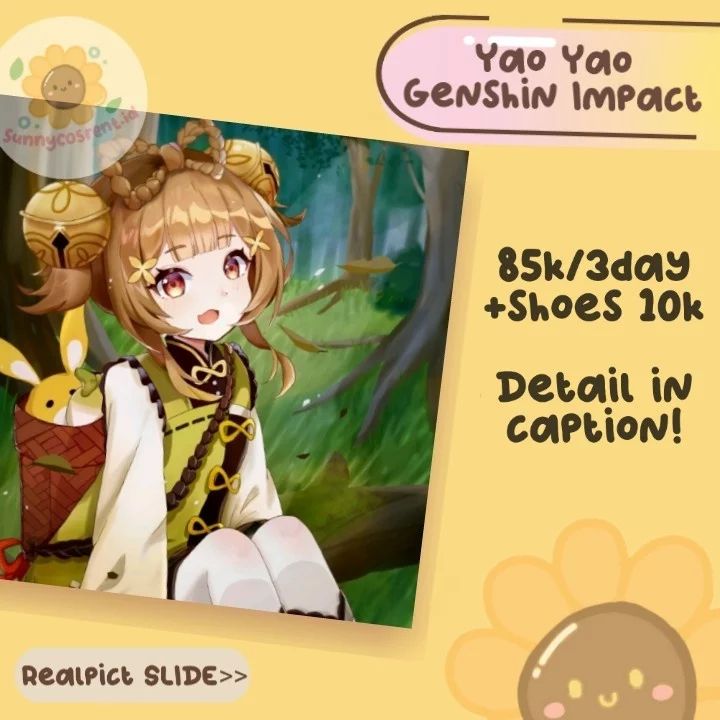 sunnycosrent.id
Yao Yao
Genshin Impact
85k/3day
+Shoes 10k
Detail in
caption!
RealPict SLIDE>>